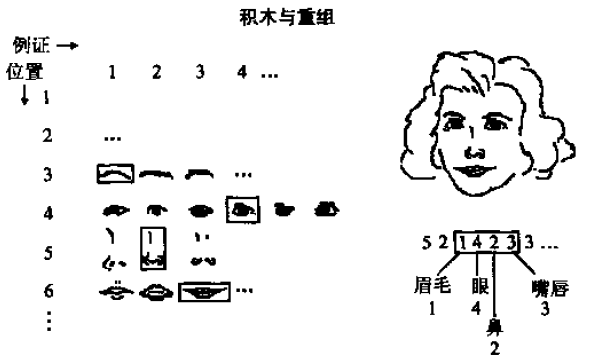 积木与重组
例证 →
位置 1 2 3 4 ...
↓ 1
2 ...
3 ...
4
5
6 ...
⋮
5 2 1 4 2 3 3 ...
眉毛 眼 嘴唇
1 4 3
鼻
2